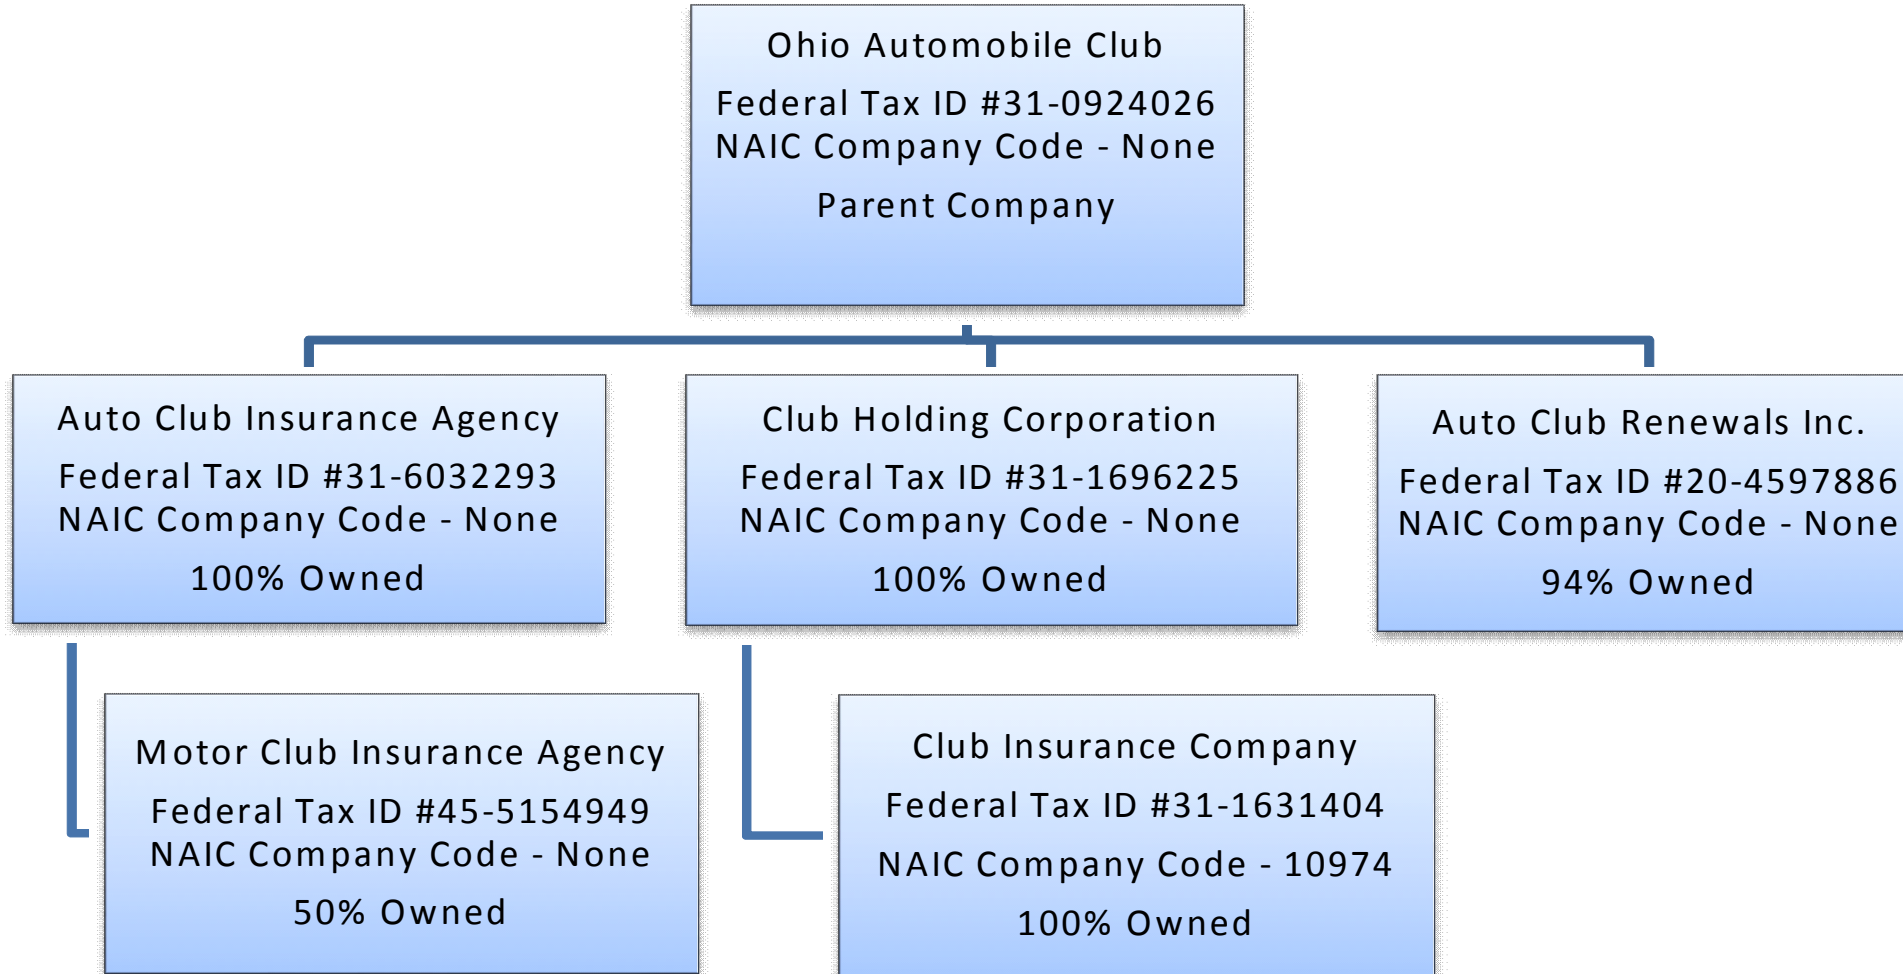 Ohio Automobile Club
Federal Tax ID #31-0924026
NAIC Company Code - None
Parent Company
Auto Club Insurance Agency
Federal Tax ID #31-6032293
NAIC Company Code - None
100% Owned
Club Holding Corporation
Federal Tax ID #31-1696225
NAIC Company Code - None
100% Owned
Auto Club Renewals Inc.
Federal Tax ID #20-4597886
NAIC Company Code - None
94% Owned
Motor Club Insurance Agency
Federal Tax ID #45-5154949
NAIC Company Code - None
50% Owned
Club Insurance Company
Federal Tax ID #31-1631404
NAIC Company Code - 10974
100% Owned